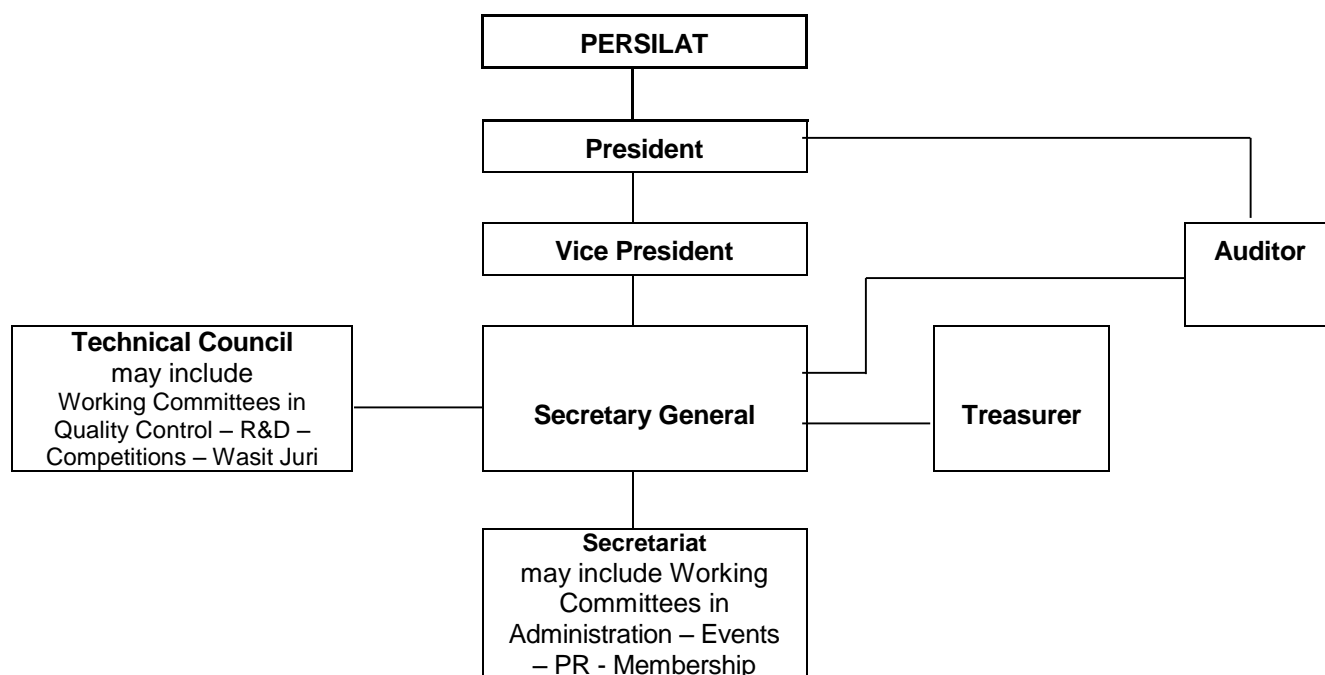 PERSILAT
President
Vice President
Auditor
Technical Council
may include
Working Committees in
Quality Control – R&D –
Competitions – Wasit Juri
Secretary General
Treasurer
Secretariat
may include Working
Committees in
Administration – Events
– PR - Membership